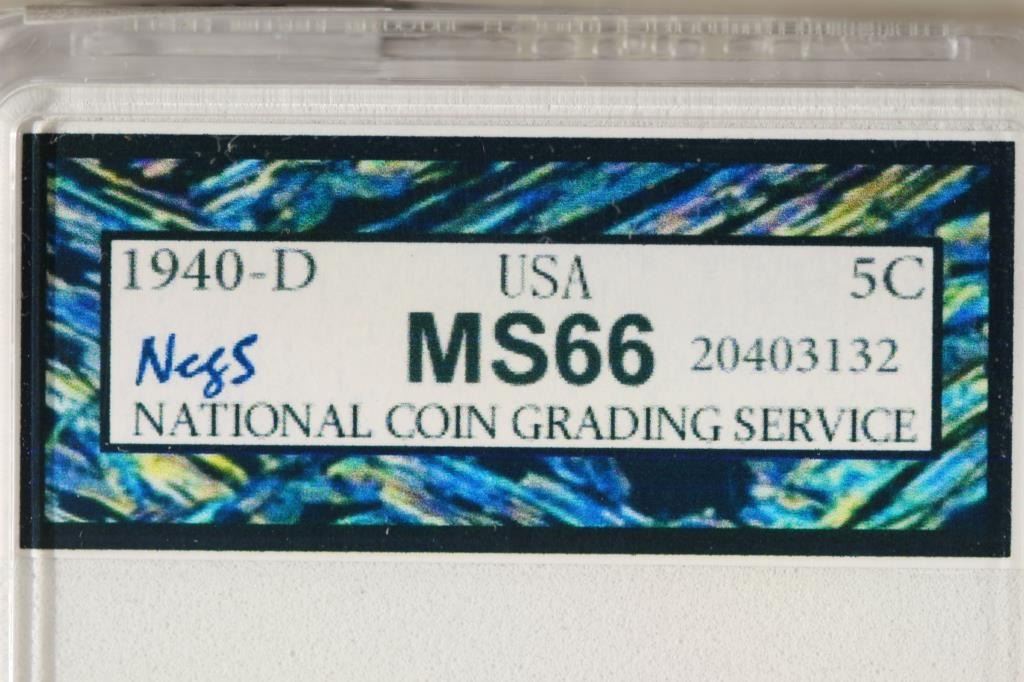 1940-D USA 5C
NcgS MS66 20403132
NATIONAL COIN GRADING SERVICE